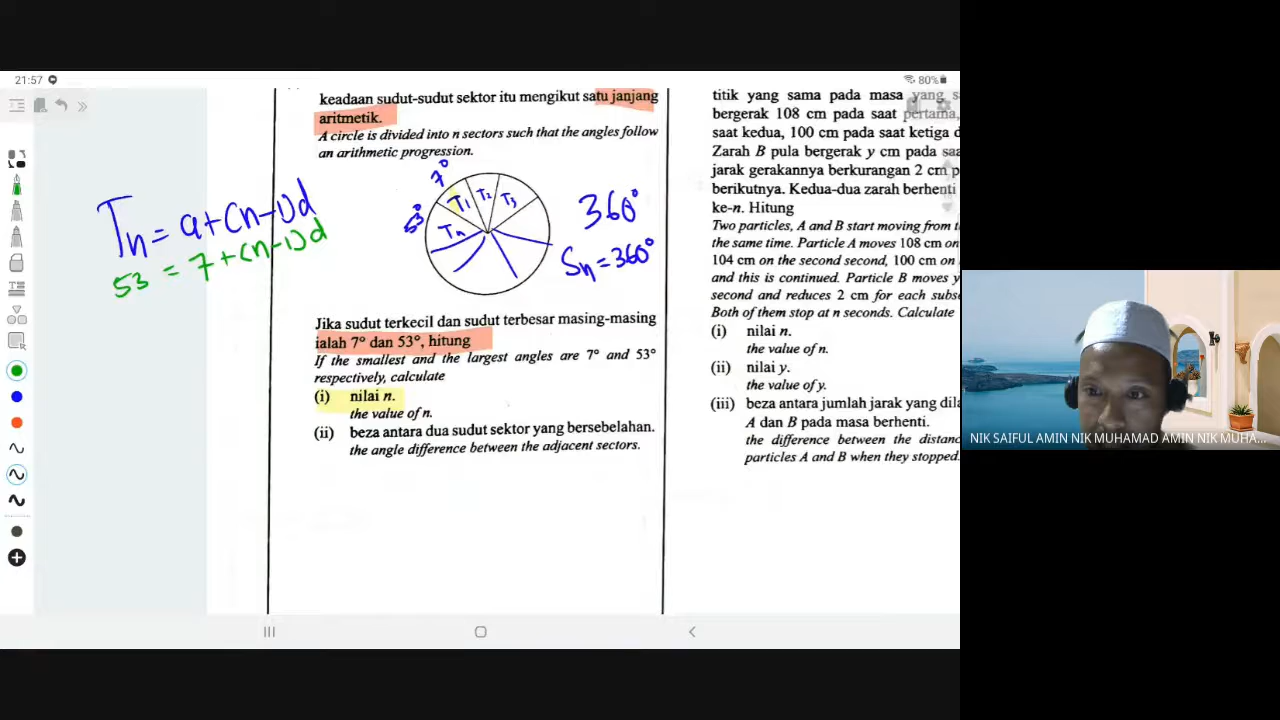 21:57
80%
keadaan sudut-sudut sektor itu mengikut satu janjang
aritmetik.
A circle is divided into n sectors such that the angles follow
an arithmetic progression.
7°
53°
T1
T2
T3
Tn
360°
Sn = 360°
Tn = a + (n-1)d
53 = 7 + (n-1)d
Jika sudut terkecil dan sudut terbesar masing-masing
ialah 7° dan 53°, hitung
If the smallest and the largest angles are 7° and 53°
respectively, calculate
(i) nilai n.
the value of n.
(ii) beza antara dua sudut sektor yang bersebelahan.
the angle difference between the adjacent sectors.
titik yang sama pada masa yang
bergerak 108 cm pada saat pertama,
saat kedua, 100 cm pada saat ketiga
Zarah B pula bergerak y cm pada
jarak gerakannya berkurangan 2 cm
berikutnya. Kedua-dua zarah berhenti
ke-n. Hitung
Two particles, A and B start moving from
the same time. Particle A moves 108 cm on
104 cm on the second second, 100 cm on
and this is continued. Particle B moves y
second and reduces 2 cm for each
Both of them stop at n seconds. Calculate
(i) nilai n.
the value of n.
(ii) nilai y.
the value of y.
(iii) beza antara jumlah jarak yang
A dan B pada masa berhenti.
the difference between the
particles A and B when they stopped.
NIK SAIFUL AMIN NIK MUHAMAD AMIN NIK MUHA...